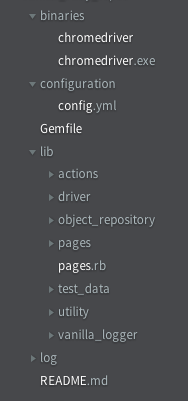 binaries
chromedriver
chromedriver.exe
configuration
config.yml
Gemfile
lib
actions
driver
object_repository
pages
pages.rb
test_data
utility
vanilla_logger
log
README.md